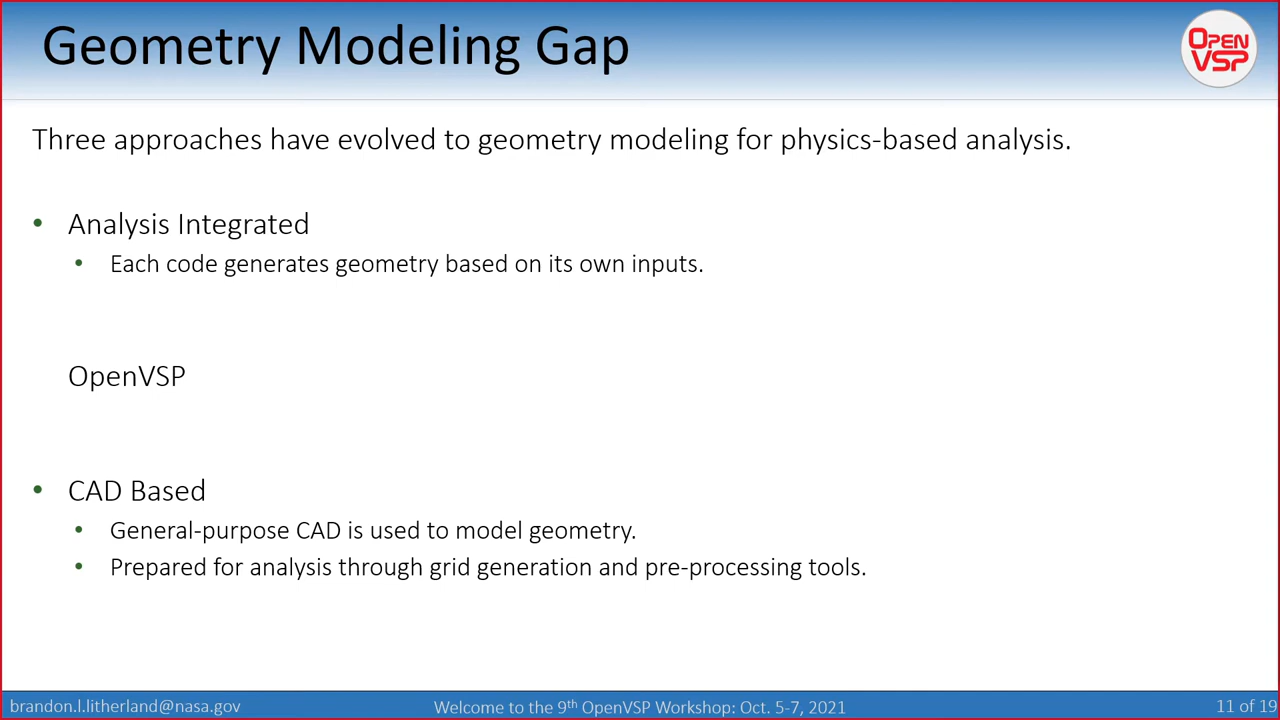 Geometry Modeling Gap
OPEN
VSP
Three approaches have evolved to geometry modeling for physics-based analysis.
• Analysis Integrated
• Each code generates geometry based on its own inputs.
OpenVSP
• CAD Based
• General-purpose CAD is used to model geometry.
• Prepared for analysis through grid generation and pre-processing tools.
brandon.l.litherland@nasa.gov
Welcome to the 9th OpenVSP Workshop: Oct. 5-7, 2021
11 of 19